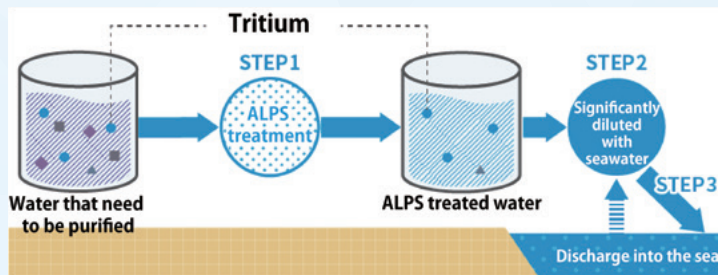 Tritium
STEP1
STEP2
ALPS
treatment
Significantly
diluted
with
seawater
STEP3
Water that need
to be purified
ALPS treated water
Discharge into the sea